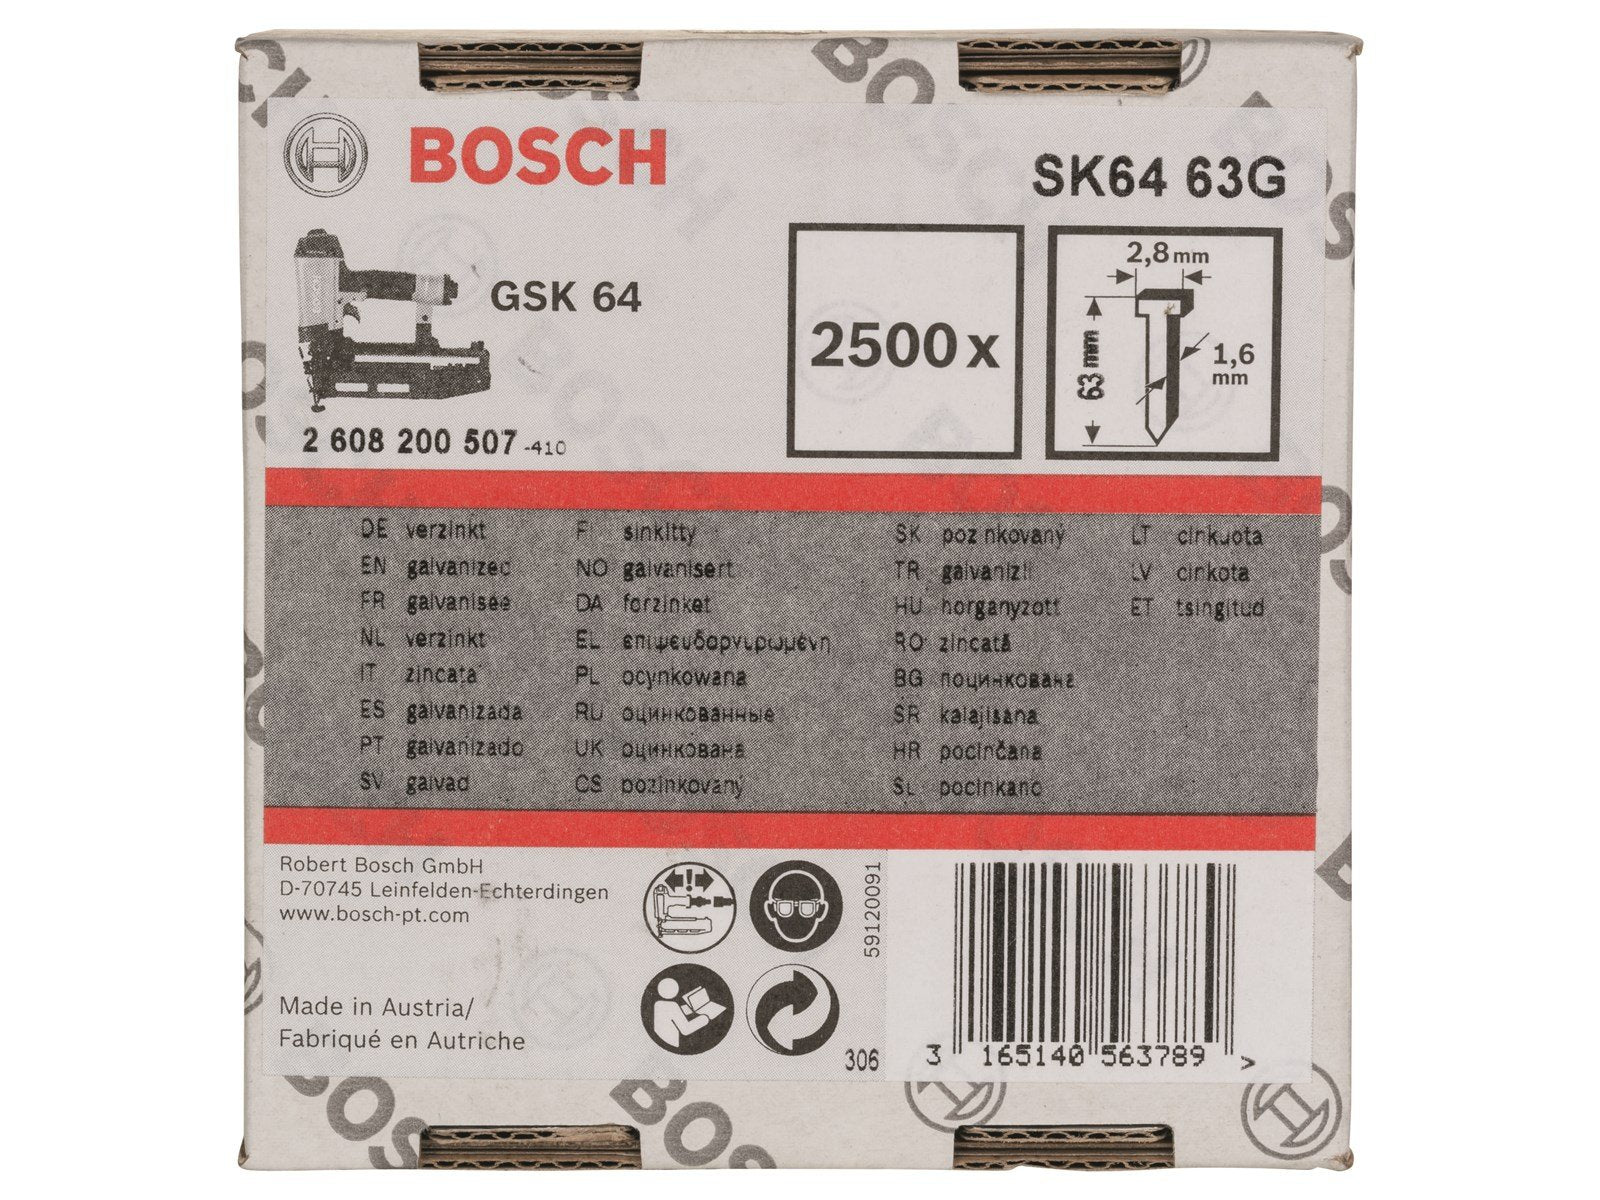 BOSCH
SK64 63G
GSK 64
2500 x
2,8 mm
63 mm
1,6 mm
2 608 200 507 -410
DE verzinkt
EN galvanized
FR galvanisée
NL verzinkt
IT zincata
ES galvanizada
PT galvanizado
SV galvad
FI sinkitty
NO galvanisert
DA forzinket
EL επιψευδαργυρωμένη
PL ocynkowana
RU оцинкованные
UK оцинкована
CS pozinkovaný
SK pozinkovaný
TR galvanizli
HU horganyzott
RO zincată
BG поцинкована
SR kalajisana
HR pocinčana
SL pocinkano
LT cinkuota
LV cinkota
ET tsingitud
Robert Bosch GmbH
D-70745 Leinfelden-Echterdingen
www.bosch-pt.com
Made in Austria/
Fabriqué en Autriche
59120091
306
3 165140 563789 >